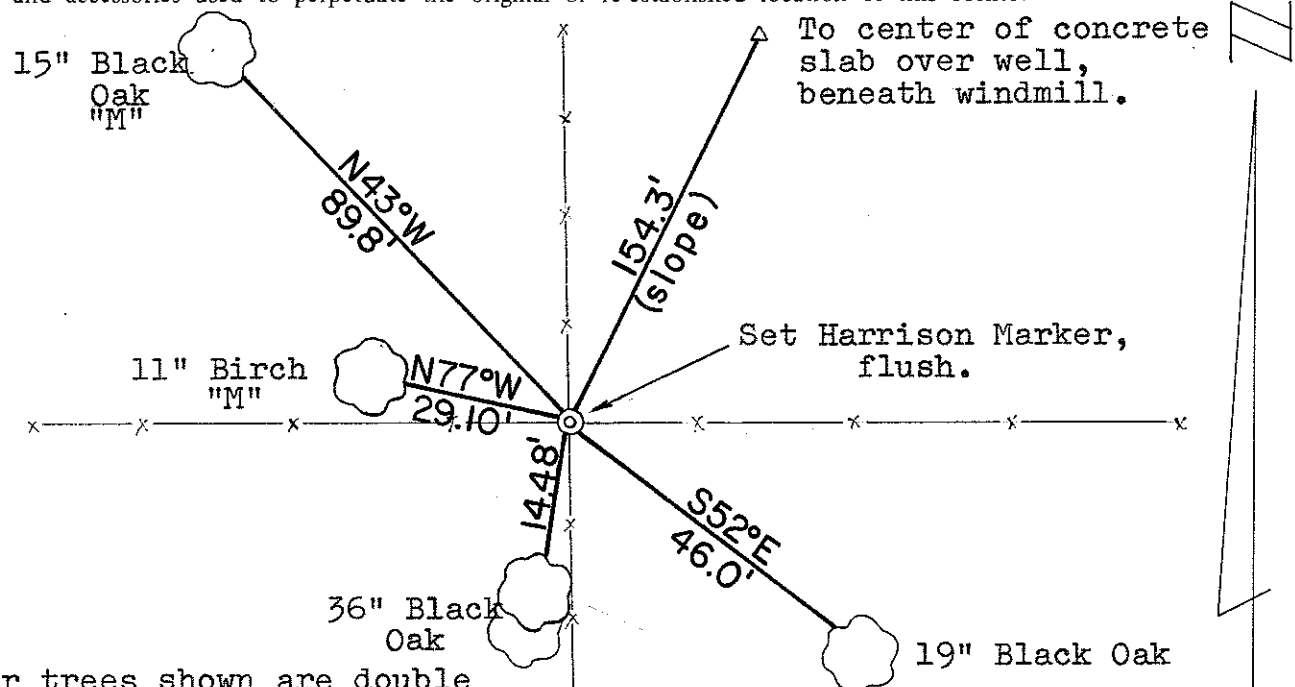 To center of concrete
slab over well,
beneath windmill.
15" Black
Oak
"M"
N43°W
89.8'
154.3'
(slope)
Set Harrison Marker,
flush.
11" Birch
"M"
N77°W
29.10'
14.48'
S52°E
46.0'
36" Black
Oak
19" Black Oak
trees shown are double